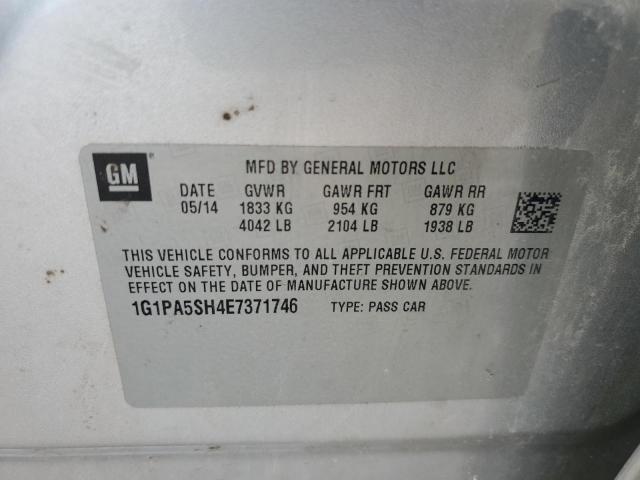 GM
MFD BY GENERAL MOTORS LLC
DATE GVWR GAWR FRT GAWR RR
05/14 1833 KG 954 KG 879 KG
4042 LB 2104 LB 1938 LB
THIS VEHICLE CONFORMS TO ALL APPLICABLE U.S. FEDERAL MOTOR
VEHICLE SAFETY, BUMPER, AND THEFT PREVENTION STANDARDS IN
EFFECT ON THE DATE OF MANUFACTURE SHOWN ABOVE.
1G1PA5SH4E7371746 TYPE: PASS CAR